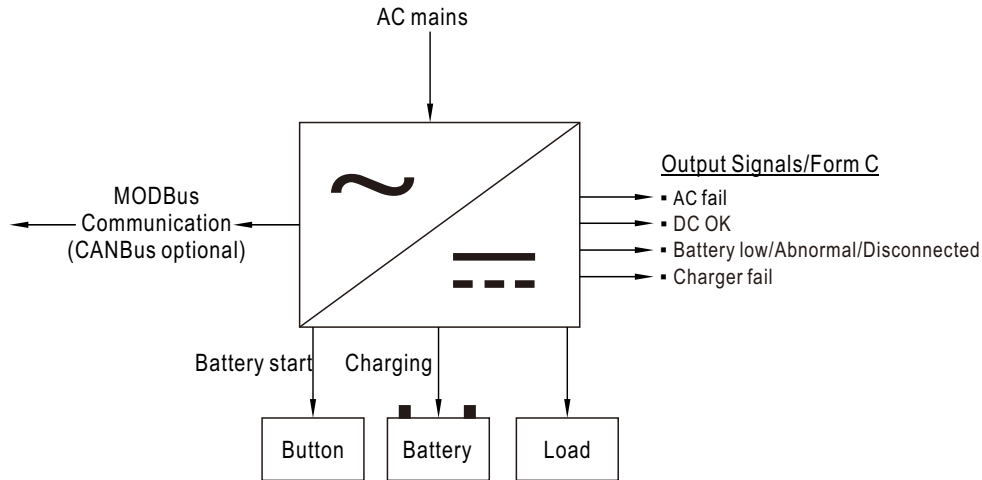 AC mains
Output Signals/Form C
▪ AC fail
▪ DC OK
▪ Battery low/Abnormal/Disconnected
▪ Charger fail
MODBus
Communication
(CANBus optional)
Battery start
Charging
Button
Battery
Load